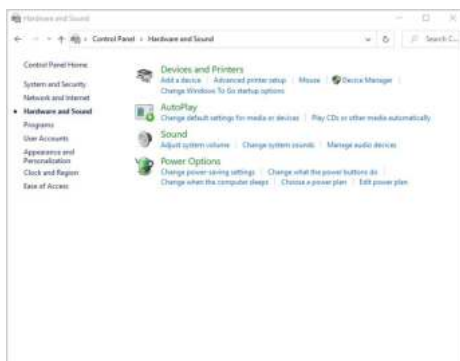 Hardware and Sound
Control Panel > Hardware and Sound
Search C...
Control Panel Home
System and Security
Network and Internet
Hardware and Sound
Programs
User Accounts
Appearance and
Personalization
Clock and Region
Ease of Access
Devices and Printers
Add a device Advanced printer setup Mouse Device Manager
Change Windows To Go startup options
AutoPlay
Change default settings for media or devices Play CDs or other media automatically
Sound
Adjust system volume Change system sounds Manage audio devices
Power Options
Change power-saving settings Change what the power buttons do
Change when the computer sleeps Choose a power plan Edit power plan